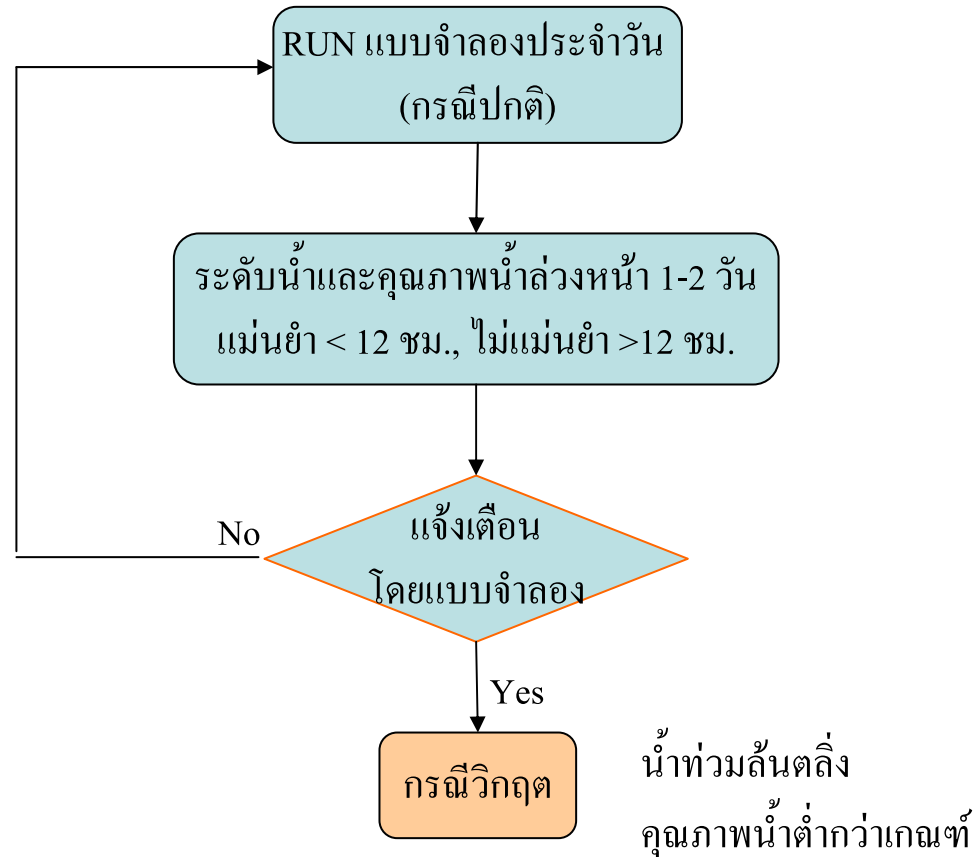 RUN แบบจำลองประจำวัน
(กรณีปกติ)
ระดับน้ำและคุณภาพน้ำล่วงหน้า 1-2 วัน
แม่นยำ < 12 ชม., ไม่แม่นยำ >12 ชม.
No
แจ้งเตือน
โดยแบบจำลอง
Yes
กรณีวิกฤต
น้ำท่วมล้นตลิ่ง
คุณภาพน้ำต่ำกว่าเกณฑ์